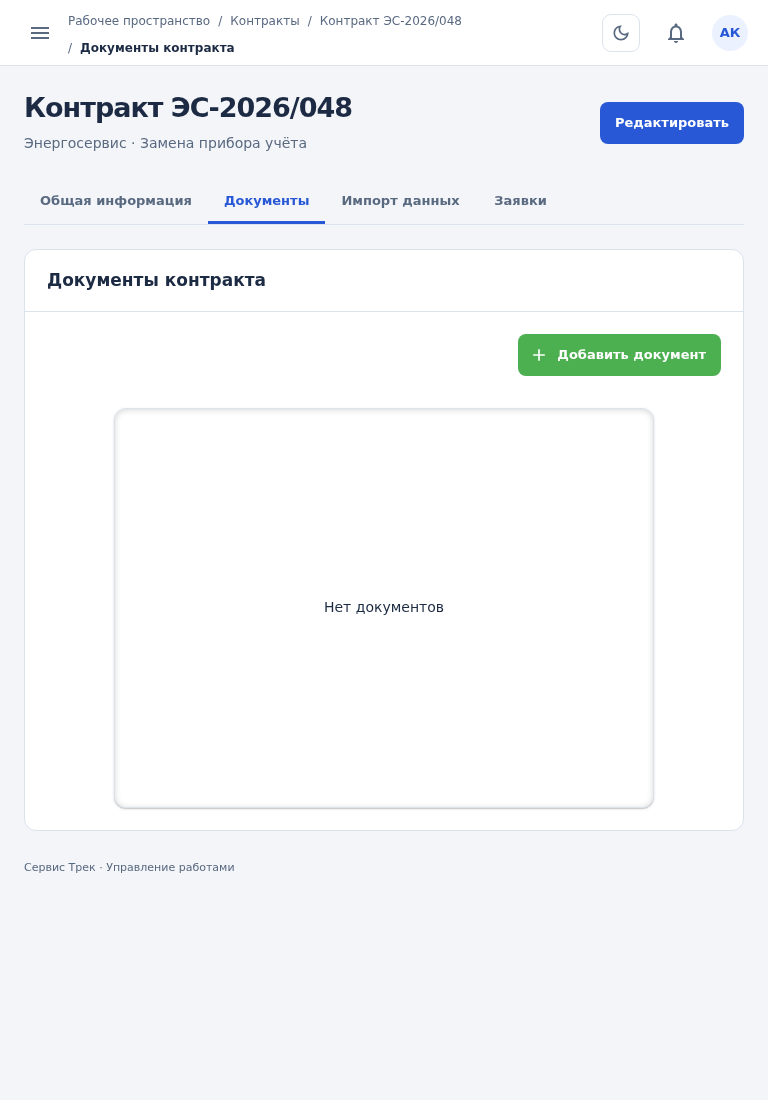 Рабочее пространство / Контракты / Контракт ЭС-2026/048
/ Документы контракта
АК
Контракт ЭС-2026/048
Энергосервис · Замена прибора учёта
Редактировать
Общая информация Документы Импорт данных Заявки
Документы контракта
Добавить документ
Нет документов
Сервис Трек · Управление работами